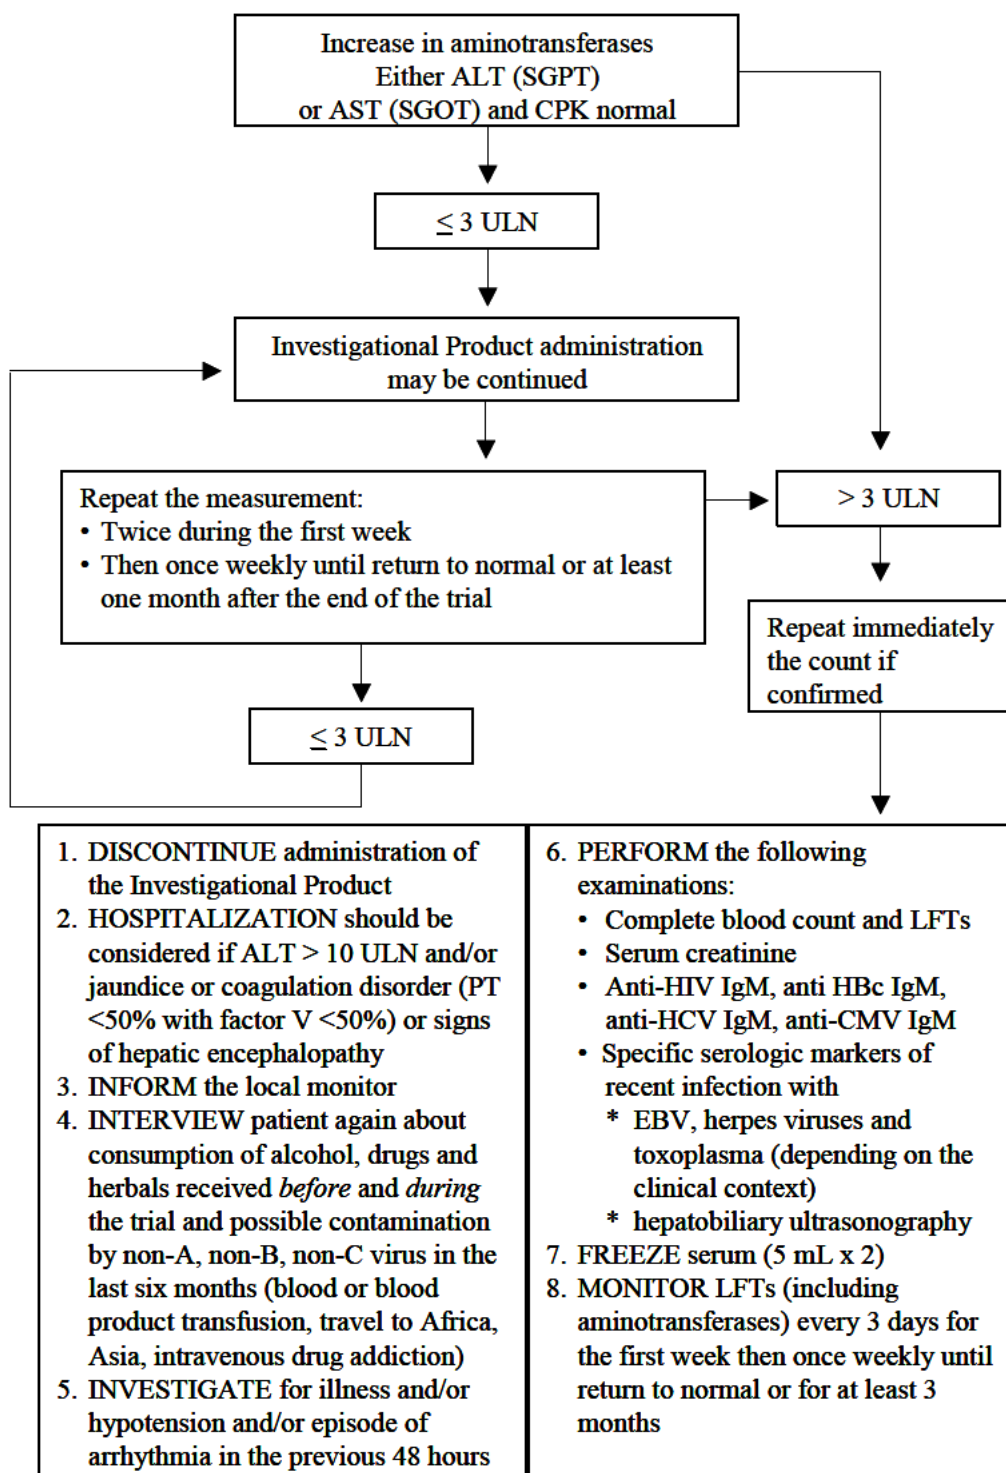 Increase in aminotransferases
Either ALT (SGPT)
or AST (SGOT) and CPK normal
≤ 3 ULN
Investigational Product administration
may be continued
Repeat the measurement:
• Twice during the first week
• Then once weekly until return to normal or at least
one month after the end of the trial
> 3 ULN
Repeat immediately
the count if
confirmed
≤ 3 ULN
1. DISCONTINUE administration of
the Investigational Product
2. HOSPITALIZATION should be
considered if ALT > 10 ULN and/or
jaundice or coagulation disorder (PT
<50% with factor V <50%) or signs
of hepatic encephalopathy
3. INFORM the local monitor
4. INTERVIEW patient again about
consumption of alcohol, drugs and
herbals received before and during
the trial and possible contamination
by non-A, non-B, non-C virus in the
last six months (blood or blood
product transfusion, travel to Africa,
Asia, intravenous drug addiction)
5. INVESTIGATE for illness and/or
hypotension and/or episode of
arrhythmia in the previous 48 hours
6. PERFORM the following
examinations:
• Complete blood count and LFTs
• Serum creatinine
• Anti-HIV IgM, anti HBc IgM,
anti-HCV IgM, anti-CMV IgM
• Specific serologic markers of
recent infection with
* EBV, herpes viruses and
toxoplasma (depending on the
clinical context)
* hepatobiliary ultrasonography
7. FREEZE serum (5 mL x 2)
8. MONITOR LFTs (including
aminotransferases) every 3 days for
the first week then once weekly until
return to normal or for at least 3
months